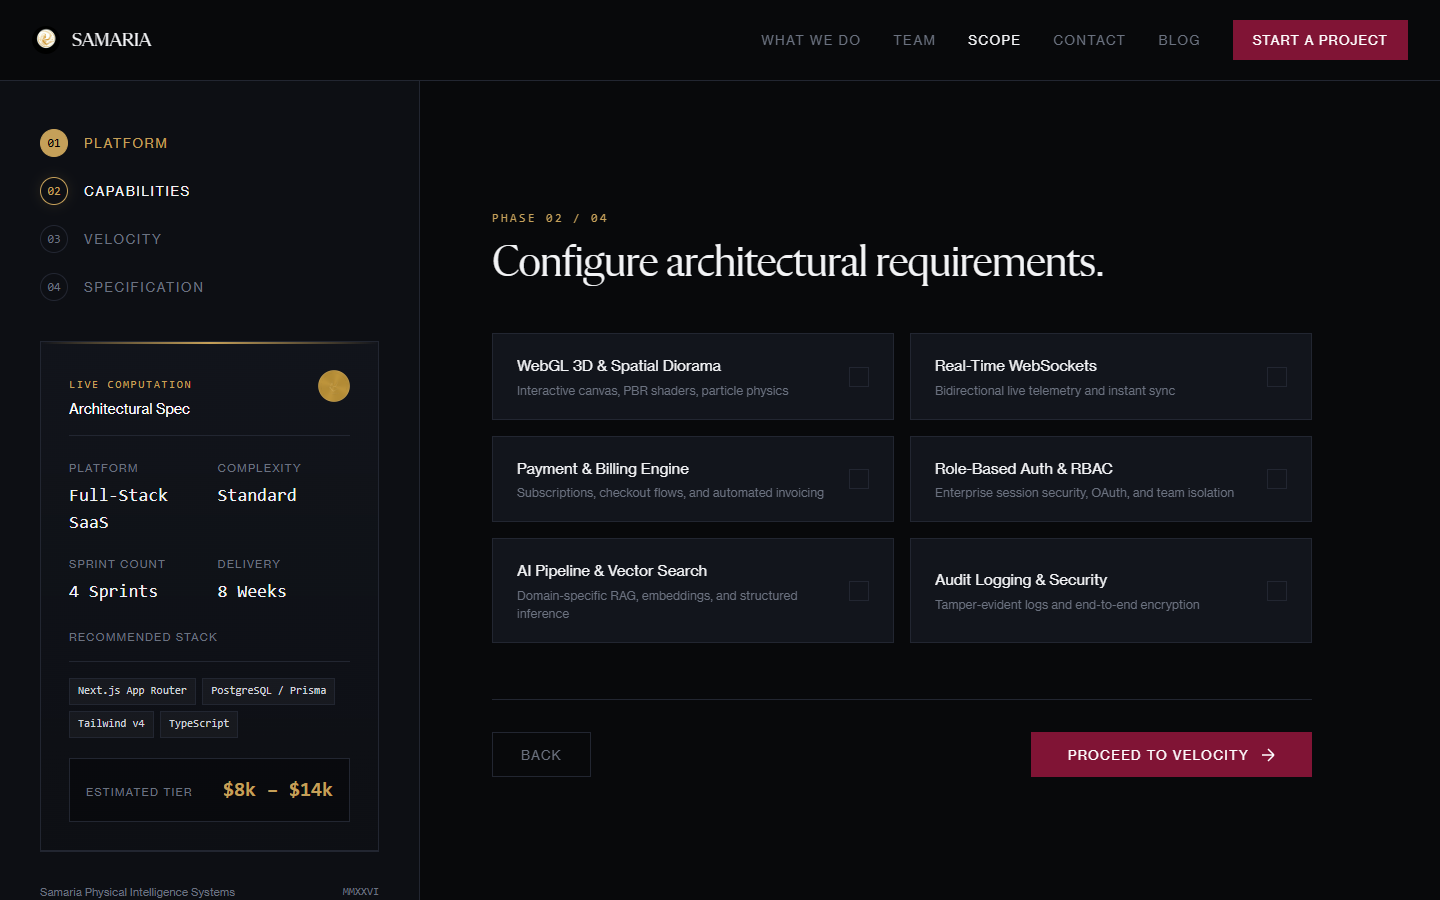 SAMARIA
WHAT WE DO
TEAM
SCOPE
CONTACT
BLOG
START A PROJECT
01 PLATFORM
02 CAPABILITIES
03 VELOCITY
04 SPECIFICATION
LIVE COMPUTATION
Architectural Spec
PLATFORM
Full-Stack
SaaS
COMPLEXITY
Standard
SPRINT COUNT
4 Sprints
DELIVERY
8 Weeks
RECOMMENDED STACK
Next.js App Router
PostgreSQL / Prisma
Tailwind v4
TypeScript
ESTIMATED TIER
$8k – $14k
Samaria Physical Intelligence Systems
MMXXVI
PHASE 02 / 04
Configure architectural requirements.
WebGL 3D & Spatial Diorama
Interactive canvas, PBR shaders, particle physics
Real-Time WebSockets
Bidirectional live telemetry and instant sync
Payment & Billing Engine
Subscriptions, checkout flows, and automated invoicing
Role-Based Auth & RBAC
Enterprise session security, OAuth, and team isolation
AI Pipeline & Vector Search
Domain-specific RAG, embeddings, and structured
inference
Audit Logging & Security
Tamper-evident logs and end-to-end encryption
BACK
PROCEED TO VELOCITY →